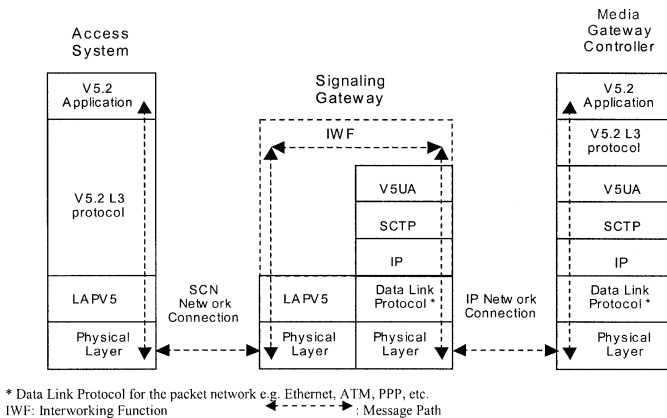 Access
System
V5.2
Application
V5.2 L3
protocol
LAPV5
Physical
Layer
SCN
Network
Connection
Signaling
Gateway
IWF
V5UA
SCTP
IP
LAPV5
Data Link
Protocol *
Physical
Layer
Physical
Layer
IP Network
Connection
Media
Gateway
Controller
V5.2
Application
V5.2 L3
protocol
V5UA
SCTP
IP
Data Link
Protocol *
Physical
Layer
* Data Link Protocol for the packet network e.g. Ethernet, ATM, PPP, etc.
IWF: Interworking Function : Message Path